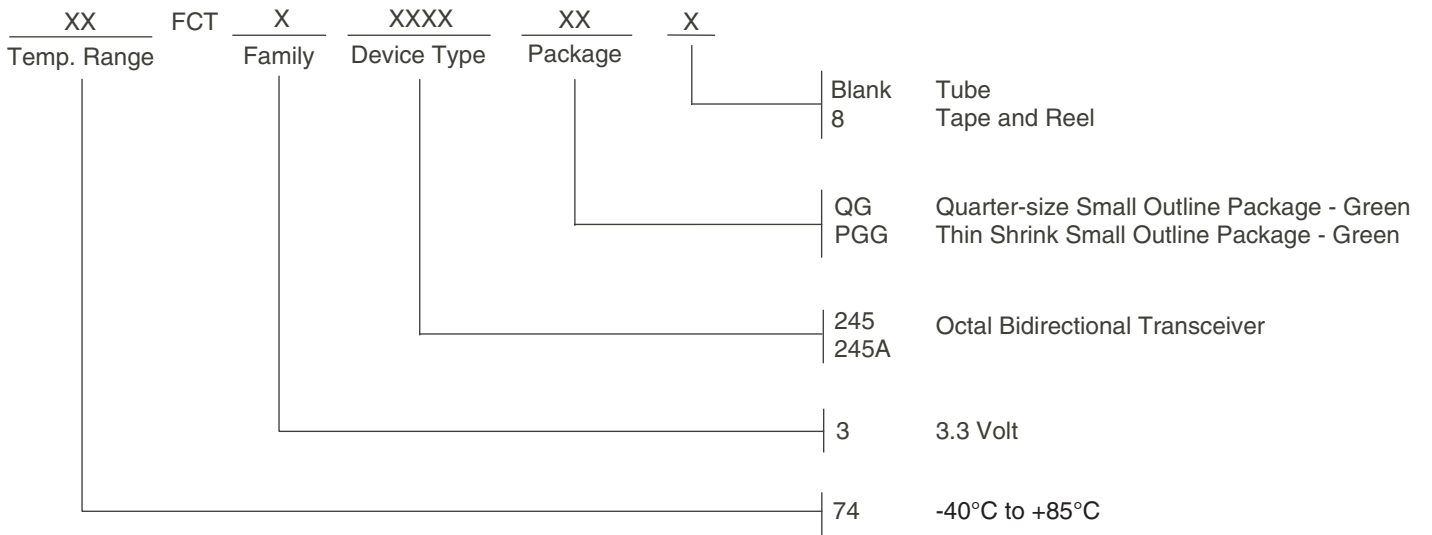 XX FCT X XXXX XX X
Temp. Range Family Device Type Package
Blank Tube
8 Tape and Reel
QG Quarter-size Small Outline Package - Green
PGG Thin Shrink Small Outline Package - Green
245 Octal Bidirectional Transceiver
245A
3 3.3 Volt
74 -40°C to +85°C